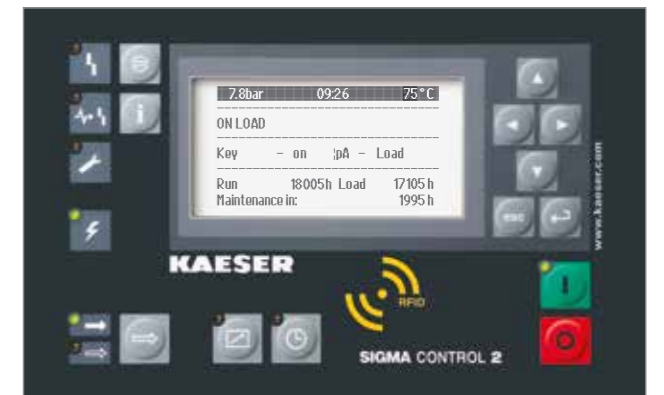 7.8bar 09:26 75°C
ON LOAD
Key - on ¦pA - Load
Run 18005h Load 17105h
Maintenance in: 1995h
esc
www.kaeser.com
KAESER
RFID
I
O
SIGMA CONTROL 2